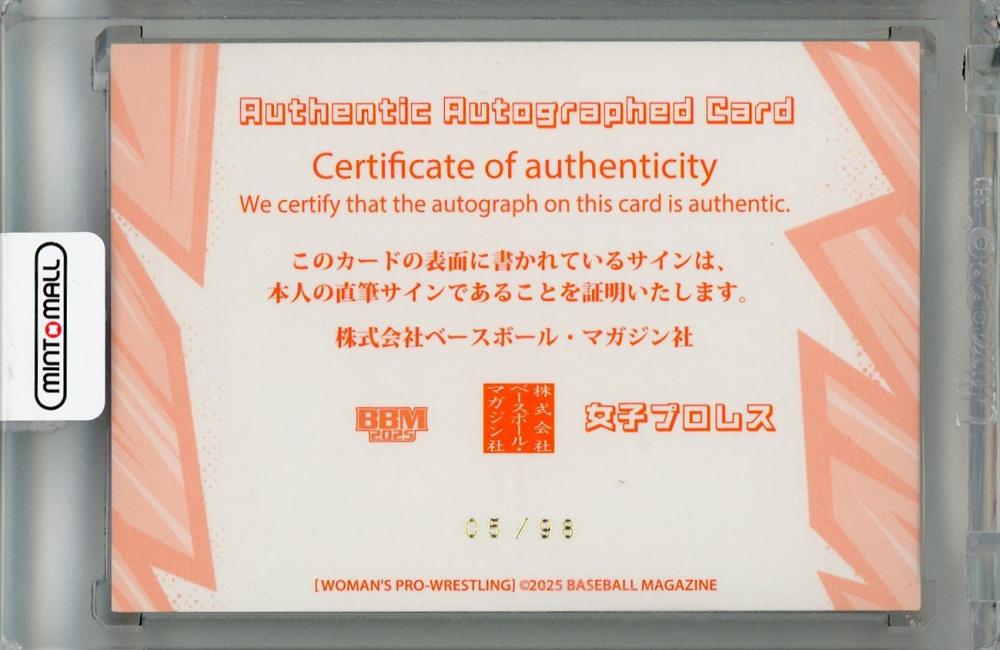 Authentic Autographed Card
Certificate of authenticity
We certify that the autograph on this card is authentic.
このカードの表面に書かれているサインは、
本人の直筆サインであることを証明いたします。
株式会社ベースボール・マガジン社
BBM
2025
株式会社
ベースボール・
マガジン社
女子プロレス
05/98
[WOMAN'S PRO-WRESTLING] ©2025 BASEBALL MAGAZINE
MINT MALL